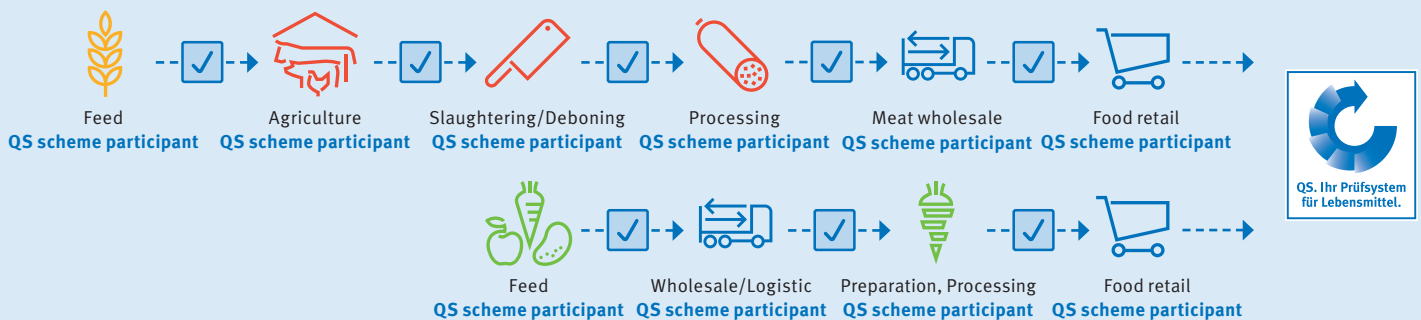 Feed
QS scheme participant
Agriculture
QS scheme participant
Slaughtering/Deboning
QS scheme participant
Processing
QS scheme participant
Meat wholesale
QS scheme participant
Food retail
QS scheme participant
QS. Ihr Prüfsystem
für Lebensmittel.
Feed
QS scheme participant
Wholesale/Logistic
QS scheme participant
Preparation, Processing
QS scheme participant
Food retail
QS scheme participant